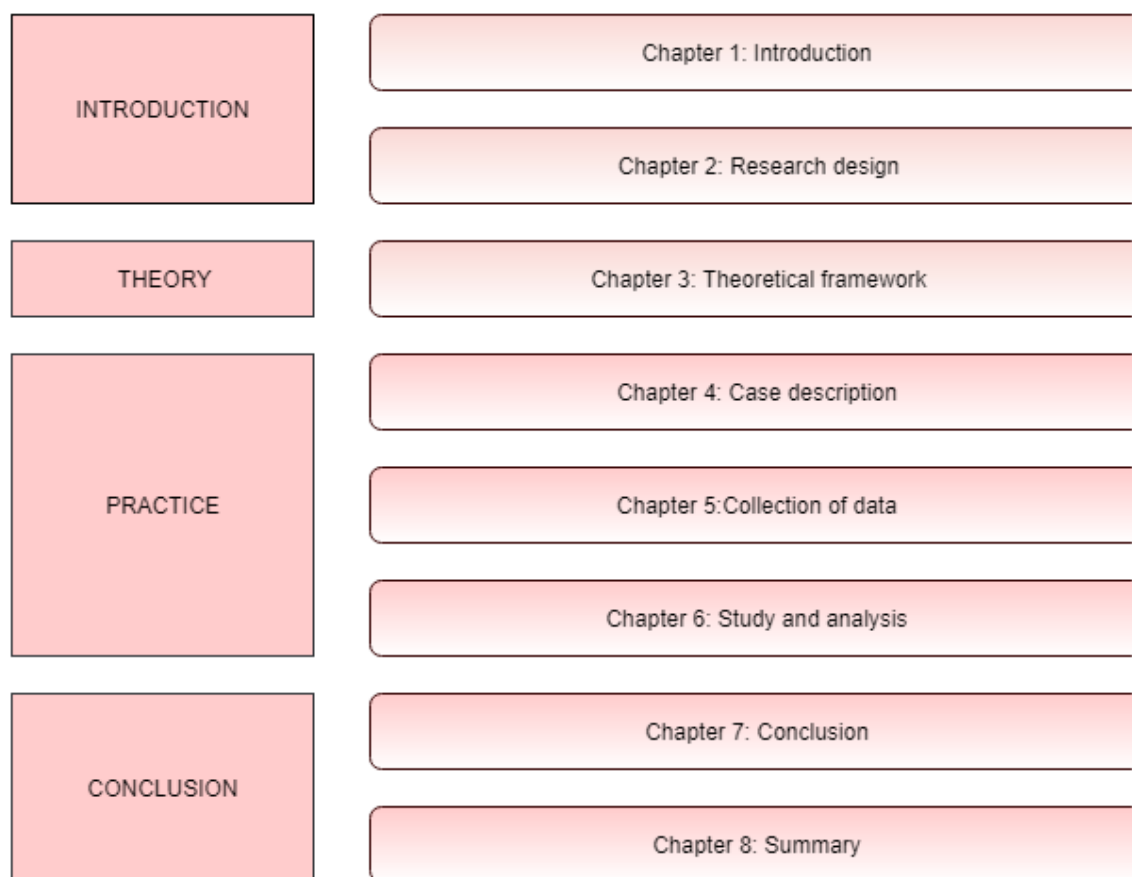 INTRODUCTION
Chapter 1: Introduction
Chapter 2: Research design
THEORY
Chapter 3: Theoretical framework
PRACTICE
Chapter 4: Case description
Chapter 5:Collection of data
Chapter 6: Study and analysis
CONCLUSION
Chapter 7: Conclusion
Chapter 8: Summary